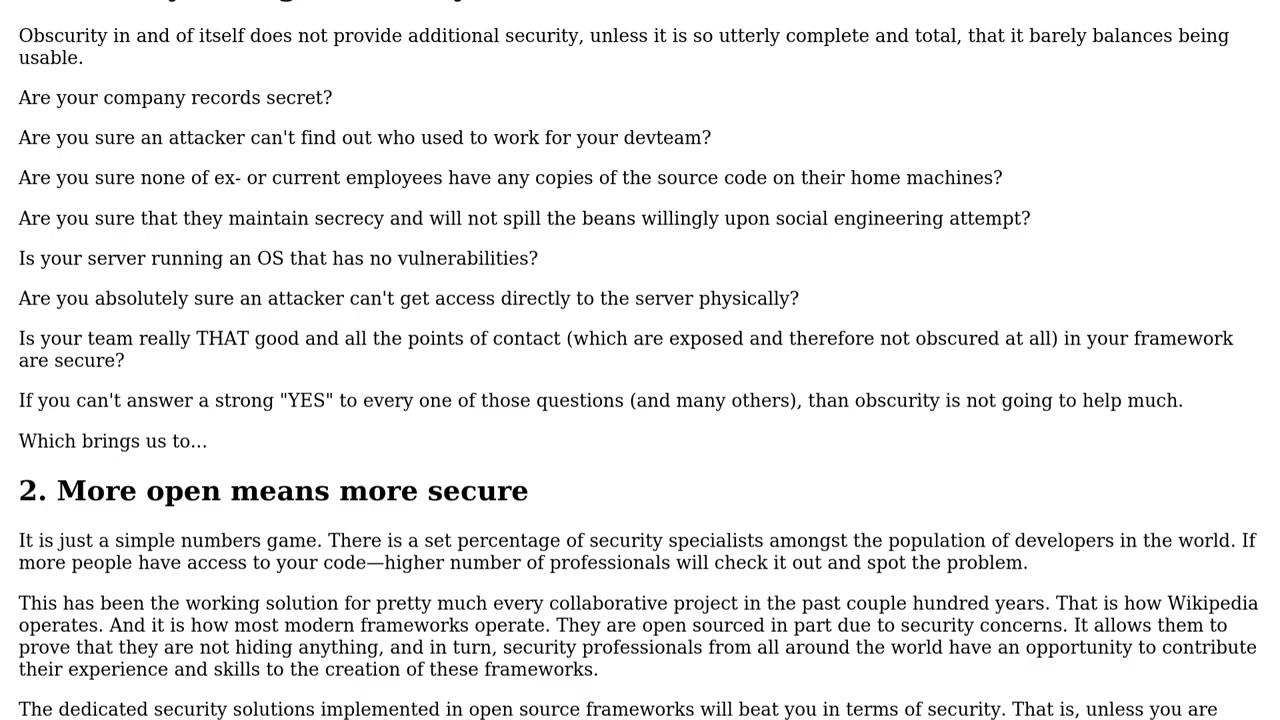 Obscurity in and of itself does not provide additional security, unless it is so utterly complete and total, that it barely balances being
usable.
Are your company records secret?
Are you sure an attacker can't find out who used to work for your devteam?
Are you sure none of ex- or current employees have any copies of the source code on their home machines?
Are you sure that they maintain secrecy and will not spill the beans willingly upon social engineering attempt?
Is your server running an OS that has no vulnerabilities?
Are you absolutely sure an attacker can't get access directly to the server physically?
Is your team really THAT good and all the points of contact (which are exposed and therefore not obscured at all) in your framework
are secure?
If you can't answer a strong "YES" to every one of those questions (and many others), than obscurity is not going to help much.
Which brings us to...
2. More open means more secure
It is just a simple numbers game. There is a set percentage of security specialists amongst the population of developers in the world. If
more people have access to your code—higher number of professionals will check it out and spot the problem.
This has been the working solution for pretty much every collaborative project in the past couple hundred years. That is how Wikipedia
operates. And it is how most modern frameworks operate. They are open sourced in part due to security concerns. It allows them to
prove that they are not hiding anything, and in turn, security professionals from all around the world have an opportunity to contribute
their experience and skills to the creation of these frameworks.
The dedicated security solutions implemented in open source frameworks will beat you in terms of security. That is, unless you are